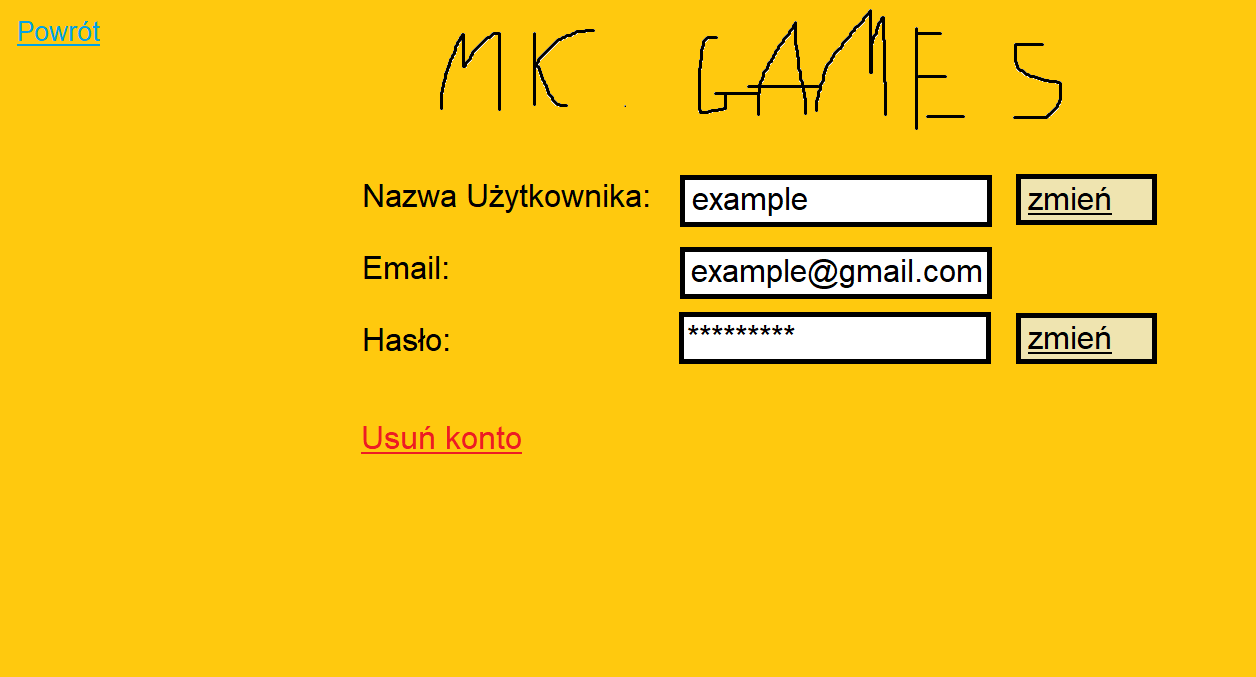 Powrót
MK. GAMES
Nazwa Użytkownika: example zmień
Email: example@gmail.com
Hasło: ********* zmień
Usuń konto